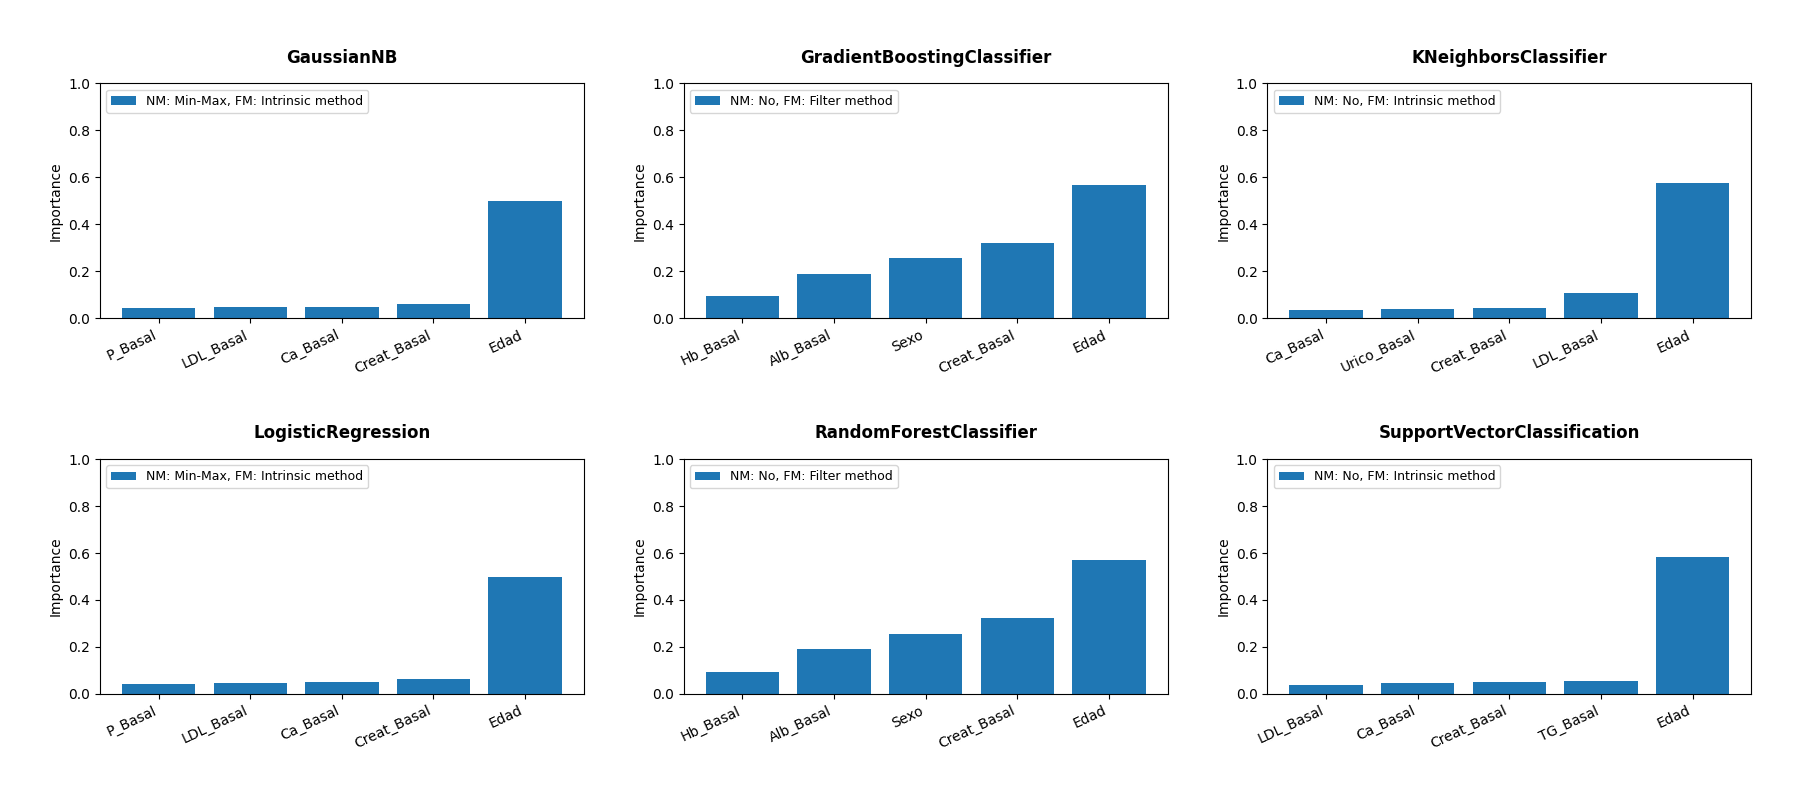 GaussianNB
NM: Min-Max, FM: Intrinsic method
Importance
1.0
0.8
0.6
0.4
0.2
0.0
P_Basal
LDL_Basal
Ca_Basal
Creat_Basal
Edad
GradientBoostingClassifier
NM: No, FM: Filter method
Importance
1.0
0.8
0.6
0.4
0.2
0.0
Hb_Basal
Alb_Basal
Sexo
Creat_Basal
Edad
KNeighborsClassifier
NM: No, FM: Intrinsic method
Importance
1.0
0.8
0.6
0.4
0.2
0.0
Ca_Basal
Urico_Basal
Creat_Basal
LDL_Basal
Edad
LogisticRegression
NM: Min-Max, FM: Intrinsic method
Importance
1.0
0.8
0.6
0.4
0.2
0.0
P_Basal
LDL_Basal
Ca_Basal
Creat_Basal
Edad
RandomForestClassifier
NM: No, FM: Filter method
Importance
1.0
0.8
0.6
0.4
0.2
0.0
Hb_Basal
Alb_Basal
Sexo
Creat_Basal
Edad
SupportVectorClassification
NM: No, FM: Intrinsic method
Importance
1.0
0.8
0.6
0.4
0.2
0.0
LDL_Basal
Ca_Basal
Creat_Basal
TG_Basal
Edad